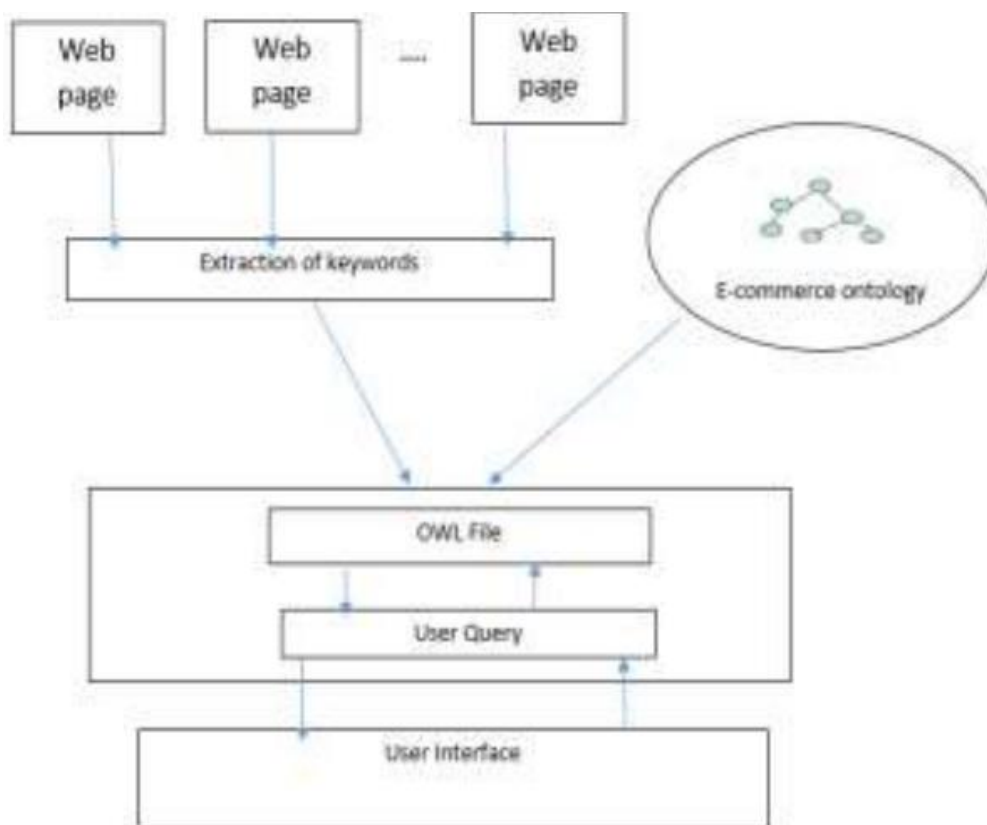 Web
page
Web
page
.....
Web
page
Extraction of keywords
E-commerce ontology
OWL File
User Query
User Interface